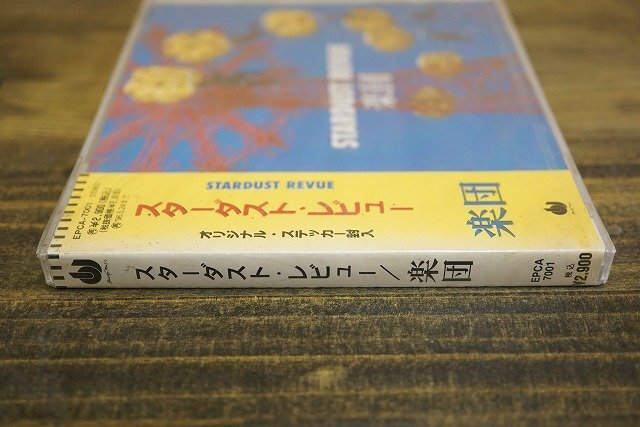 STARDUST REVUE
楽団
STARDUST REVUE
スターダスト・レビュー
オリジナル・ステッカー封入
楽団
EPCA-7001
スターダスト・レビュー／楽団
EPCA
7001
税込
¥2,900